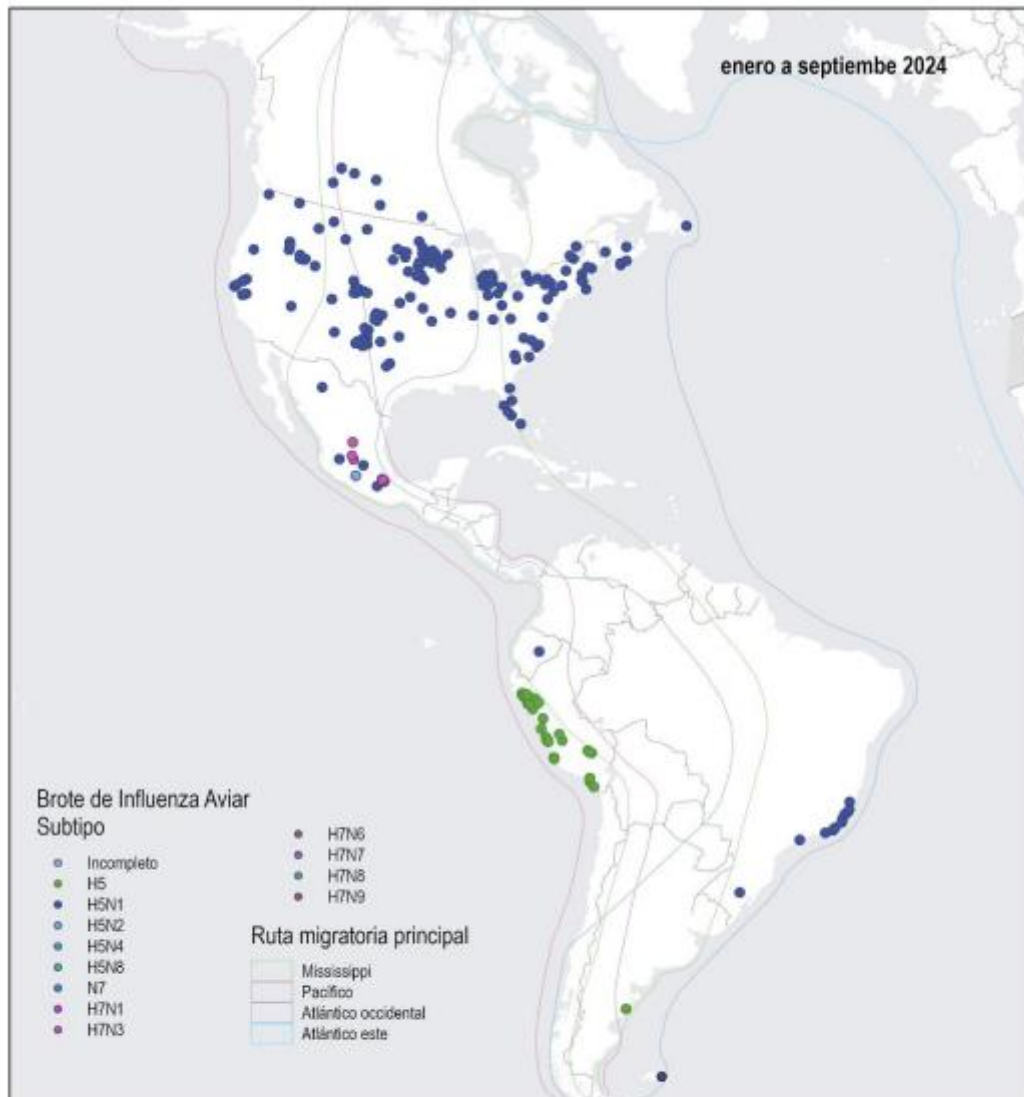 enero a septiembre 2024
Brote de Influenza Aviar
Subtipo
Incompleto
H5
H5N1
H5N2
H5N4
H5N8
N7
H7N1
H7N3
H7N6
H7N7
H7N8
H7N9
Ruta migratoria principal
Mississippi
Pacífico
Atlántico occidental
Atlántico este